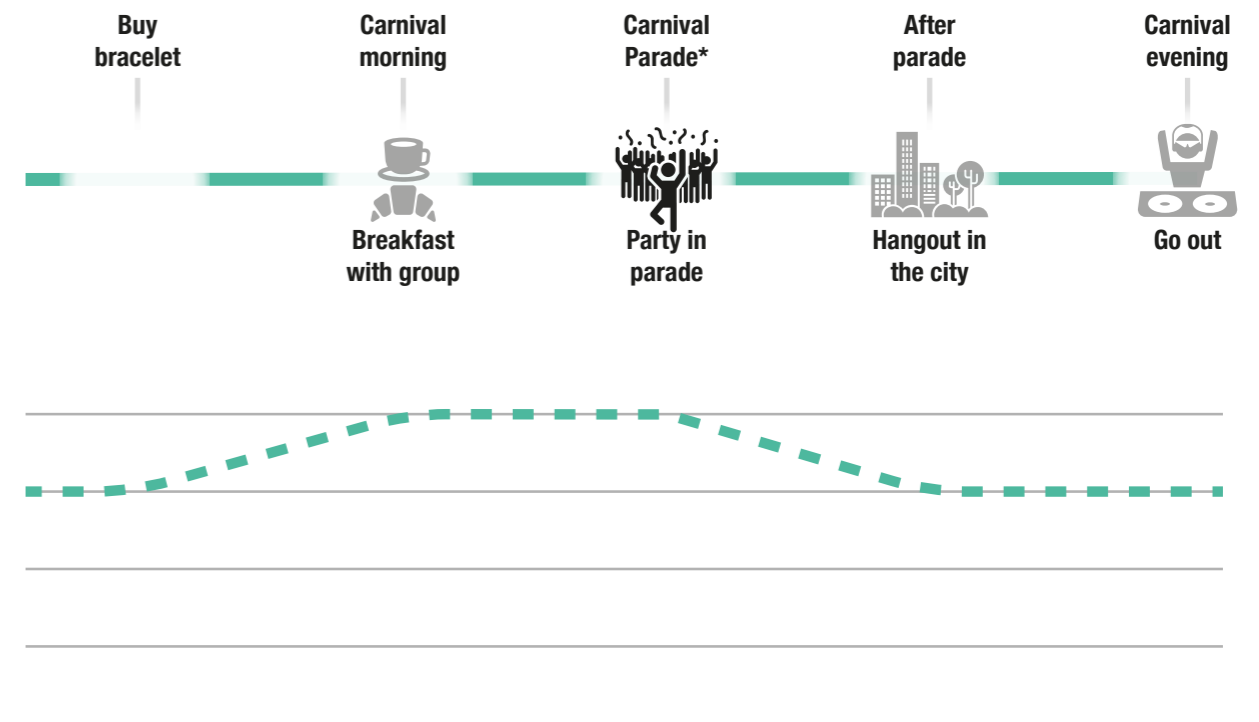 Buy
bracelet
Carnival
morning
Carnival
Parade*
After
parade
Carnival
evening
Breakfast
with group
Party in
parade
Hangout in
the city
Go out